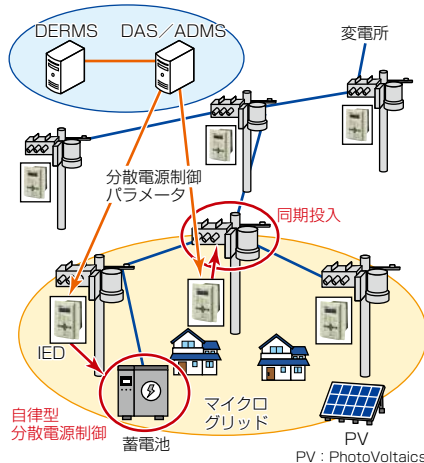 DERMS
DAS／ADMS
変電所
分散電源制御
パラメータ
同期投入
IED
自律型
分散電源制御
蓄電池
マイクロ
グリッド
PV
PV：PhotoVoltaics